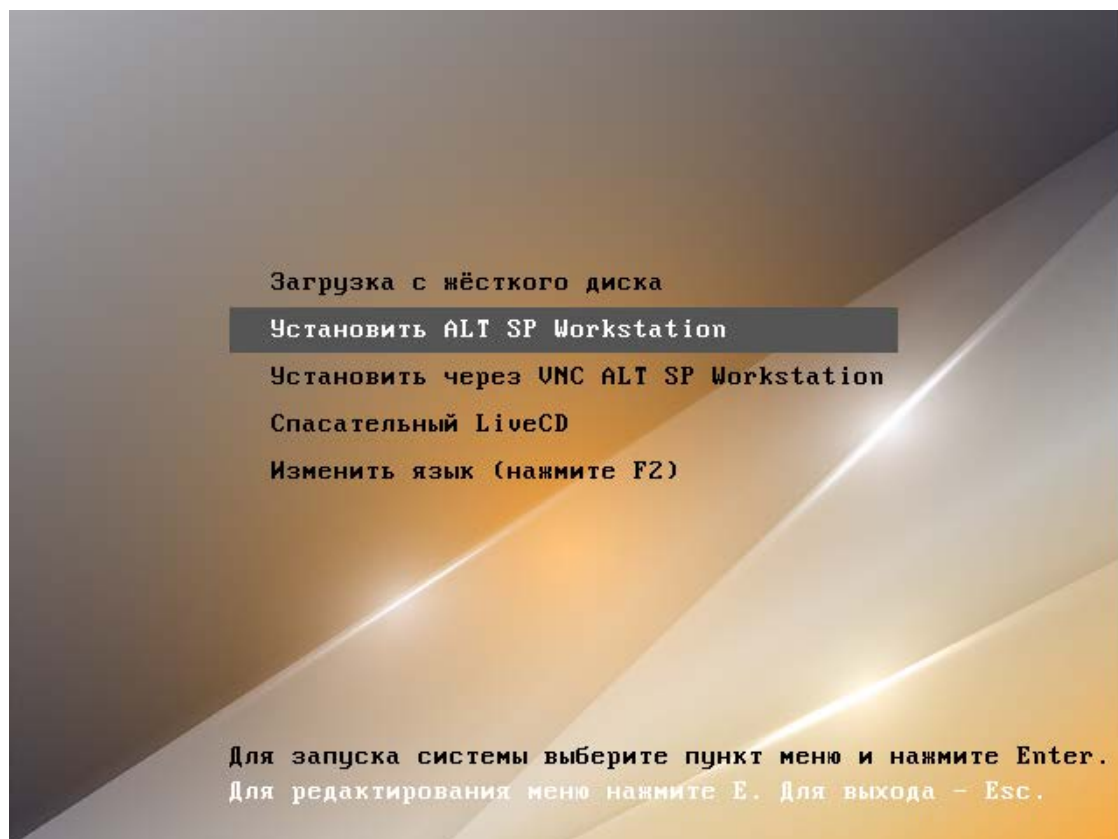 Загрузка с жёсткого диска
Установить ALT SP Workstation
Установить через VNC ALT SP Workstation
Спасательный LiveCD
Изменить язык (нажмите F2)
Для запуска системы выберите пункт меню и нажмите Enter.
Для редактирования меню нажмите E. Для выхода - Esc.